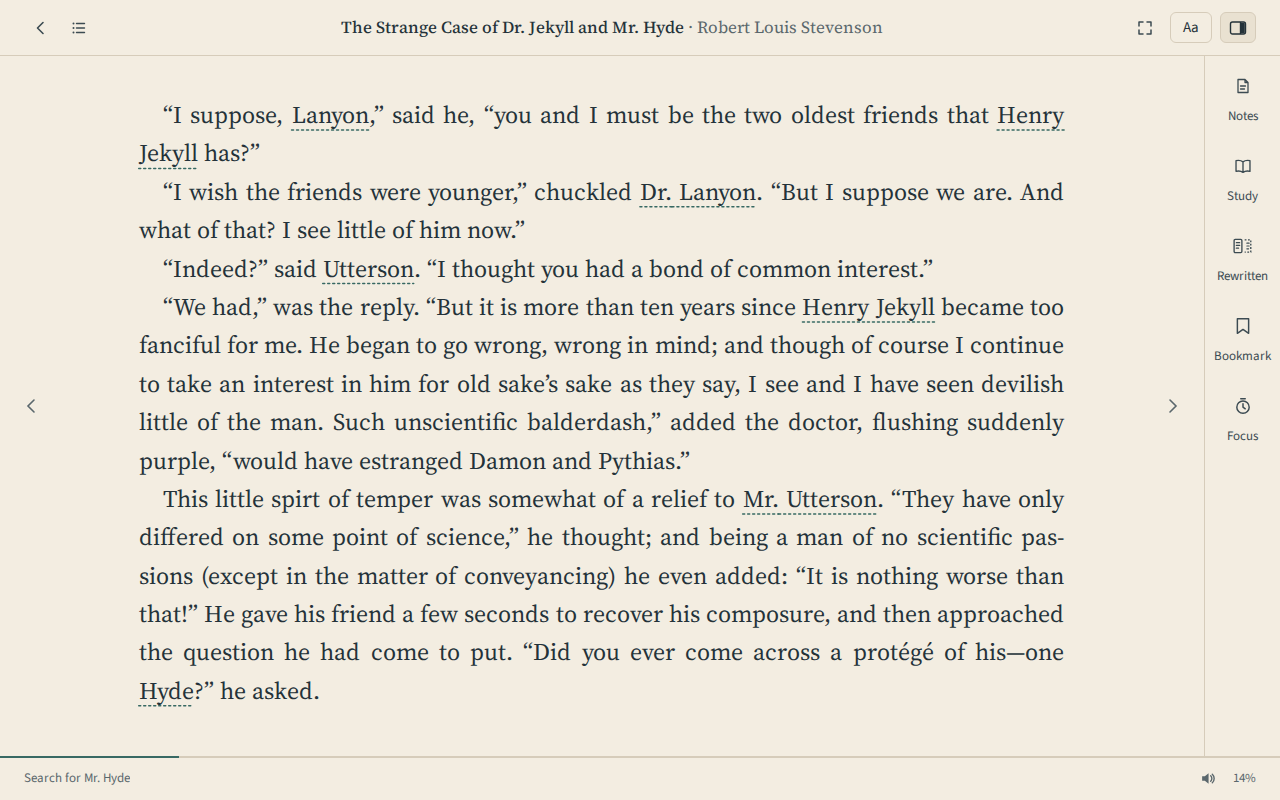 The Strange Case of Dr. Jekyll and Mr. Hyde · Robert Louis Stevenson
Aa
“I suppose, Lanyon,” said he, “you and I must be the two oldest friends that Henry
Jekyll has?”
“I wish the friends were younger,” chuckled Dr. Lanyon. “But I suppose we are. And
what of that? I see little of him now.”
“Indeed?” said Utterson. “I thought you had a bond of common interest.”
“We had,” was the reply. “But it is more than ten years since Henry Jekyll became too
fanciful for me. He began to go wrong, wrong in mind; and though of course I continue
to take an interest in him for old sake’s sake as they say, I see and I have seen devilish
little of the man. Such unscientific balderdash,” added the doctor, flushing suddenly
purple, “would have estranged Damon and Pythias.”
This little spirt of temper was somewhat of a relief to Mr. Utterson. “They have only
differed on some point of science,” he thought; and being a man of no scientific pas-
sions (except in the matter of conveyancing) he even added: “It is nothing worse than
that!” He gave his friend a few seconds to recover his composure, and then approached
the question he had come to put. “Did you ever come across a protégé of his—one
Hyde?” he asked.
Notes
Study
Rewritten
Bookmark
Focus
Search for Mr. Hyde
14%